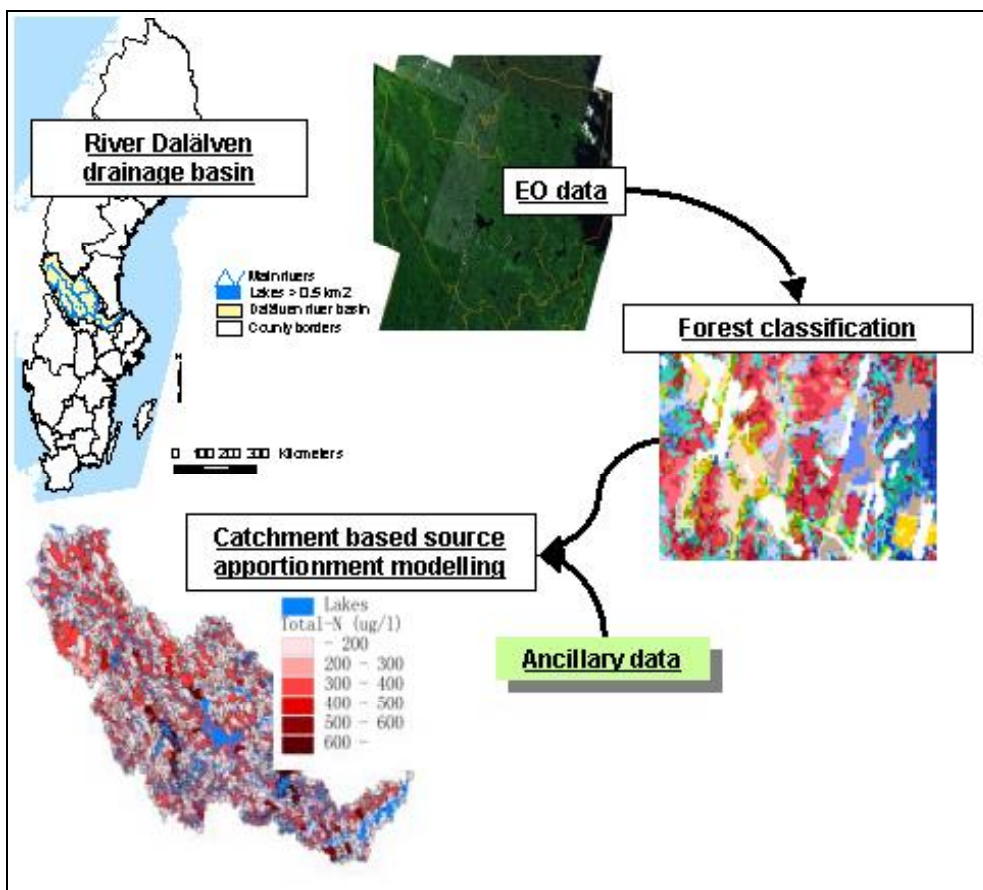 River Dalälven
drainage basin
EO data
Main rivers
Lakes > 0.5 km2
Dalälven river basin
County borders
N
Forest classification
0 100 200 300 Kilometers
Catchment based source
apportionment modelling
Lakes
Total-N (ug/l)
- 200
200 - 300
300 - 400
400 - 500
500 - 600
600 -
Ancillary data